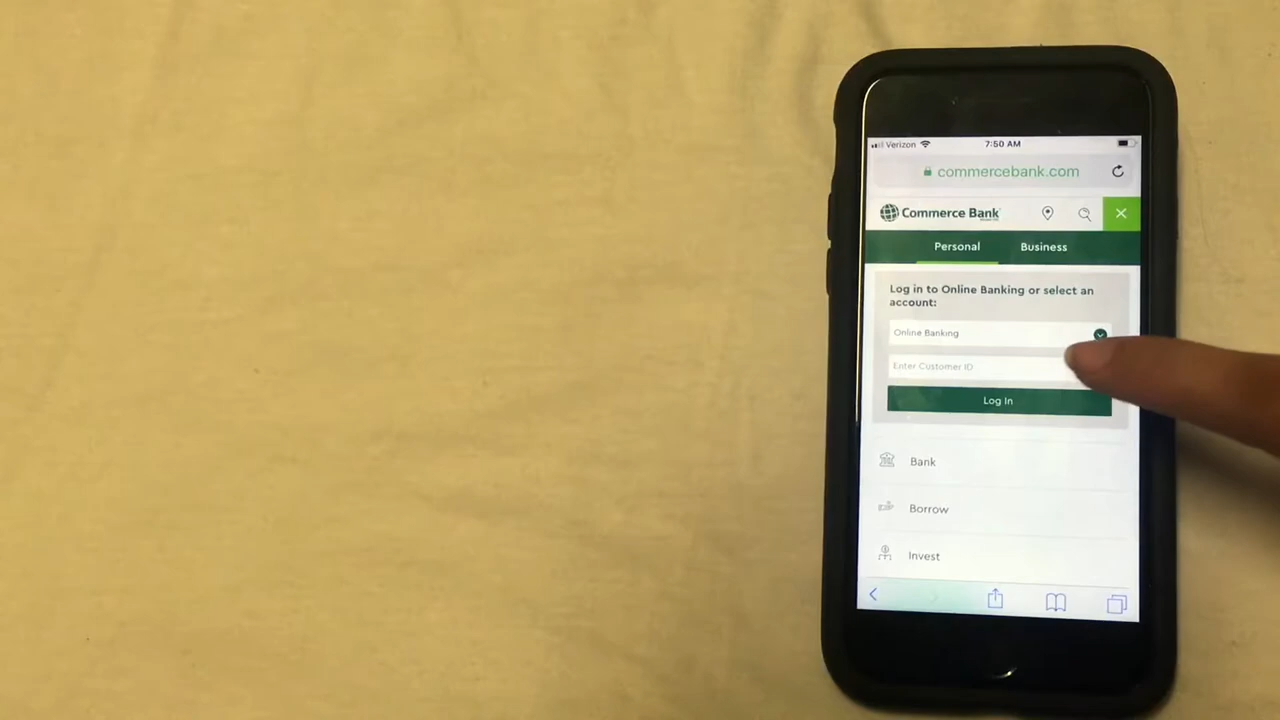 Verizon 7:50 AM
commercebank.com
Commerce Bank
Personal Business
Log in to Online Banking or select an
account:
Online Banking
Enter Customer ID
Log In
Bank
Borrow
Invest